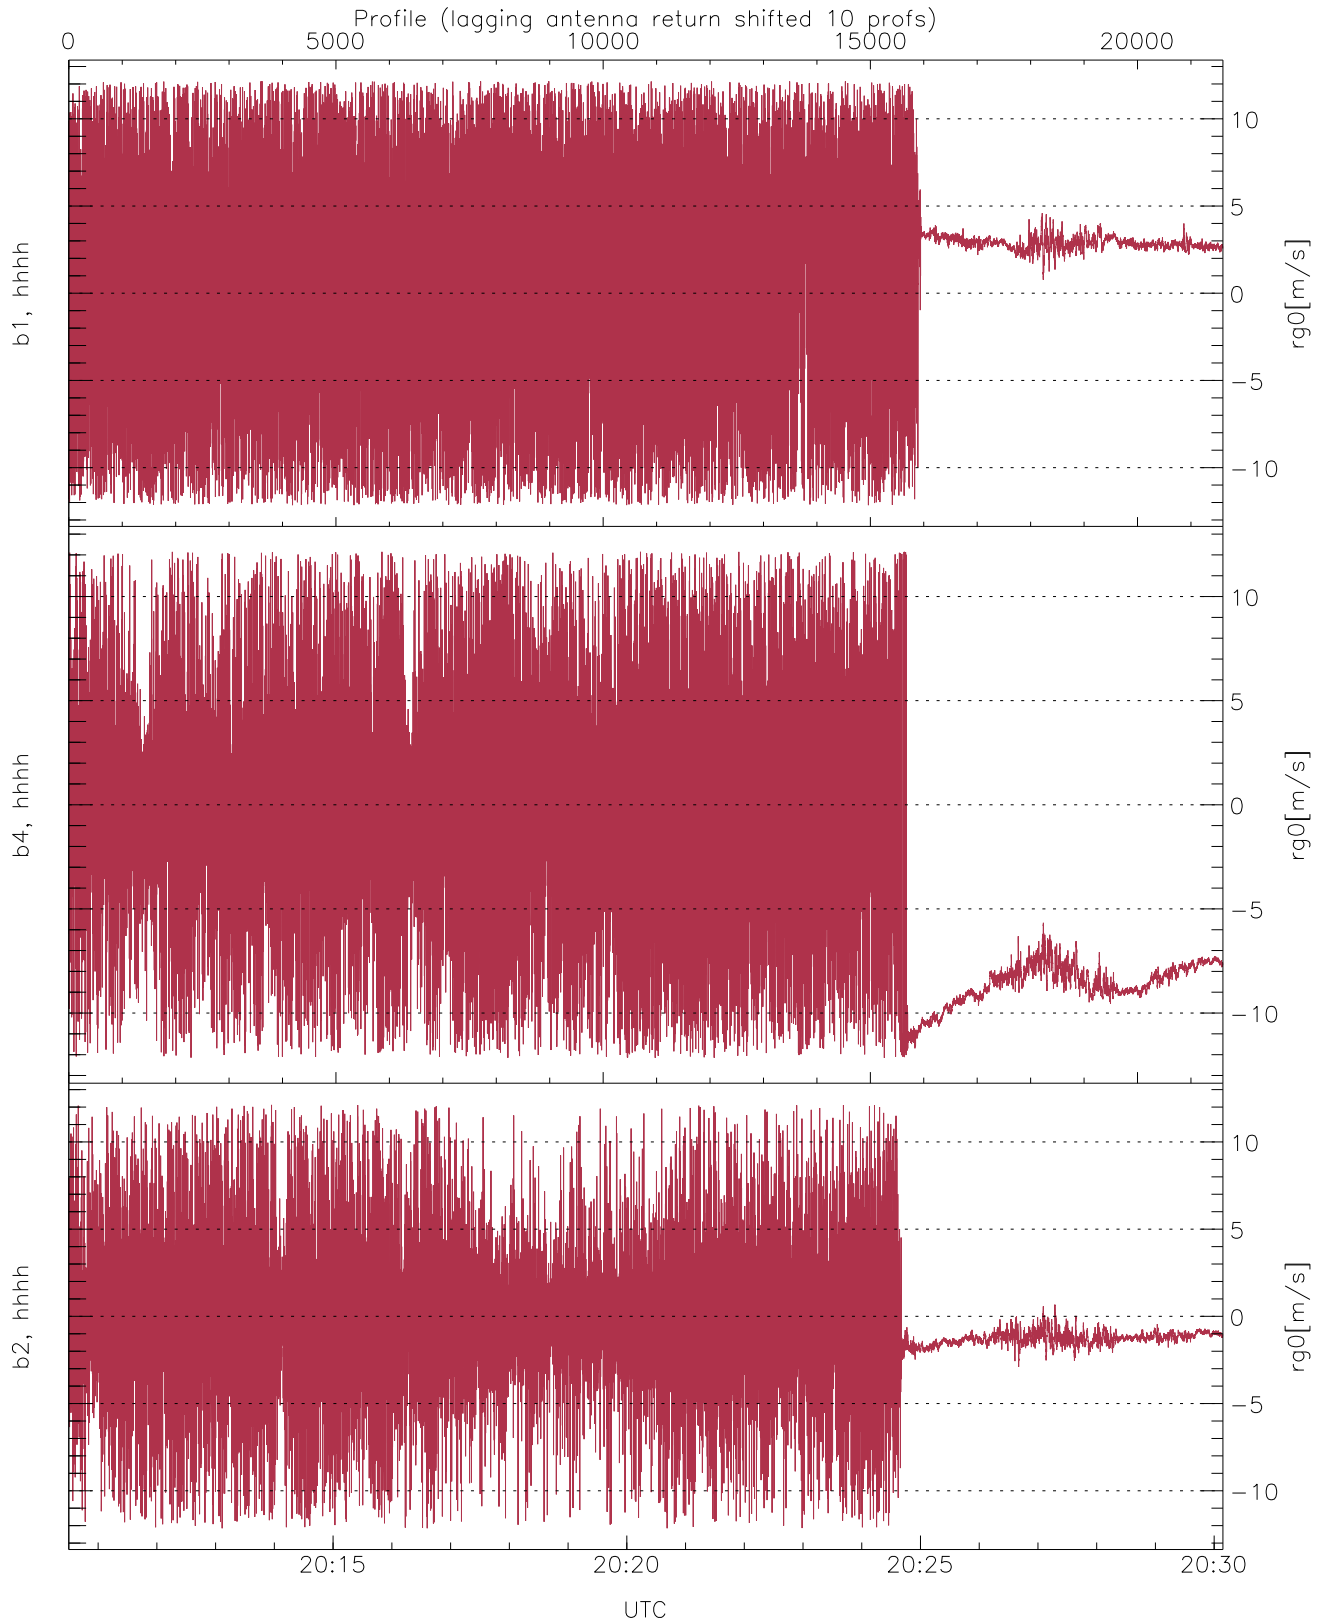 Profile (lagging antenna return shifted 10 profs)
0 5000 10000 15000 20000
b1, hhhh
10
5
0
−5
−10
rg0[m/s]
b4, hhhh
10
5
0
−5
−10
rg0[m/s]
b2, hhhh
10
5
0
−5
−10
rg0[m/s]
20:15 20:20 20:25 20:30
UTC